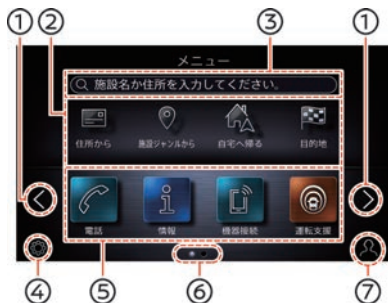 ① ② ③ ①
メニュー
施設名か住所を入力してください。
住所から 施設ジャンルから 自宅へ帰る 目的地
電話 情報 機器接続 運転支援
④ ⑤ ⑥ ⑦